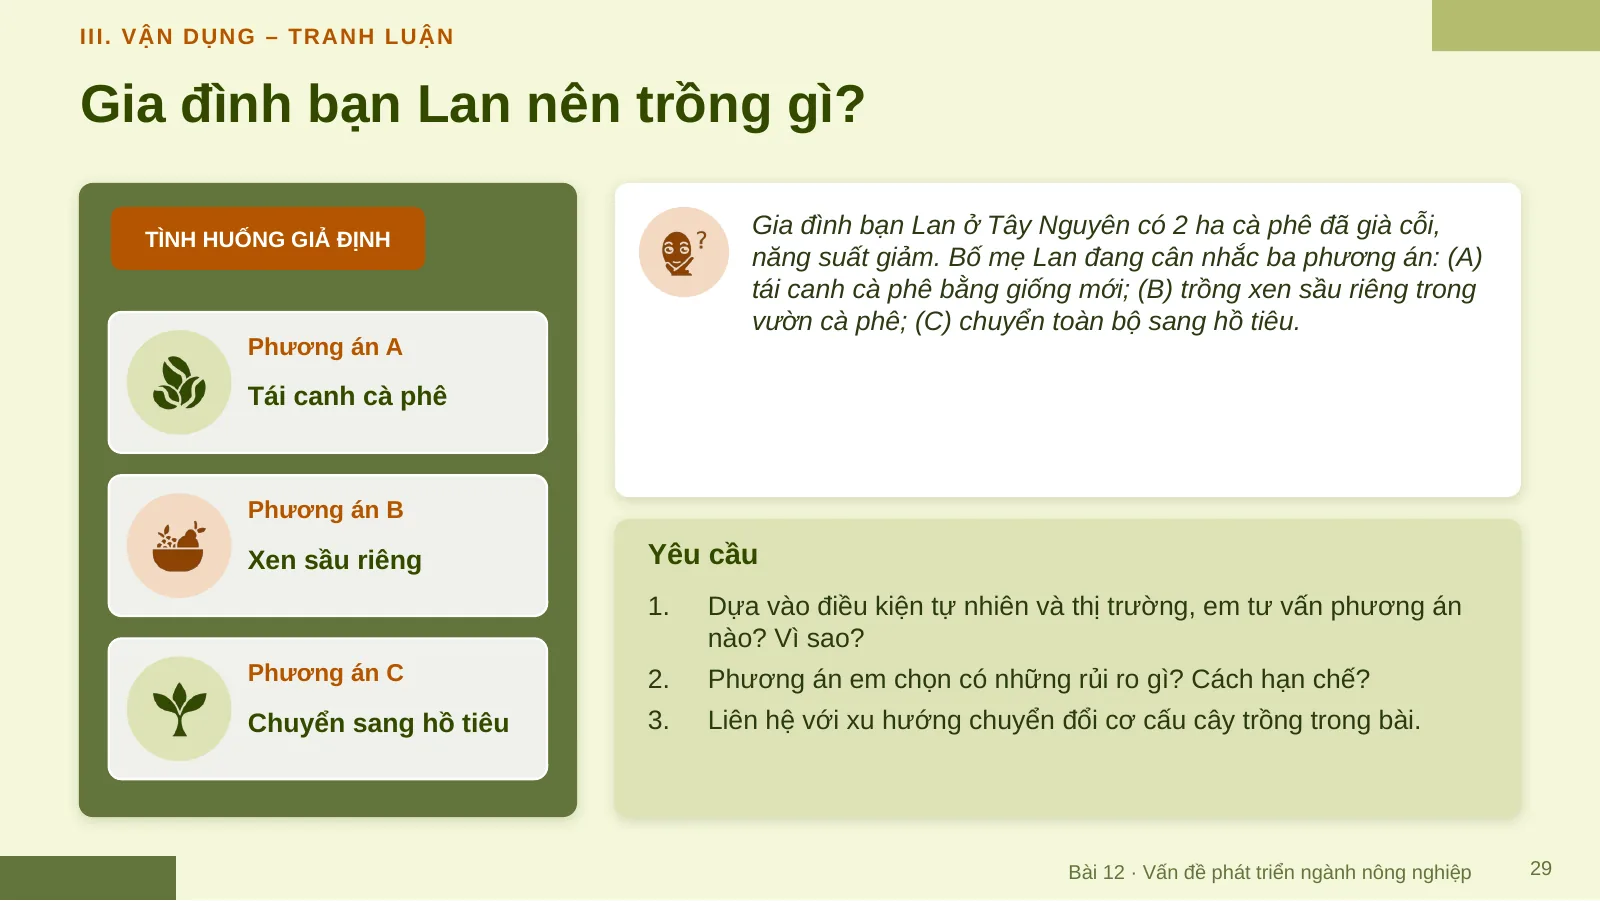 III. VẬN DỤNG – TRANH LUẬN
Gia đình bạn Lan nên trồng gì?
TÌNH HUỐNG GIẢ ĐỊNH
Phương án A
Tái canh cà phê
Phương án B
Xen sầu riêng
Phương án C
Chuyển sang hồ tiêu
?
Gia đình bạn Lan ở Tây Nguyên có 2 ha cà phê đã già cỗi,
năng suất giảm. Bố mẹ Lan đang cân nhắc ba phương án: (A)
tái canh cà phê bằng giống mới; (B) trồng xen sầu riêng trong
vườn cà phê; (C) chuyển toàn bộ sang hồ tiêu.
Yêu cầu
1. Dựa vào điều kiện tự nhiên và thị trường, em tư vấn phương án
nào? Vì sao?
2. Phương án em chọn có những rủi ro gì? Cách hạn chế?
3. Liên hệ với xu hướng chuyển đổi cơ cấu cây trồng trong bài.
Bài 12 · Vấn đề phát triển ngành nông nghiệp
29